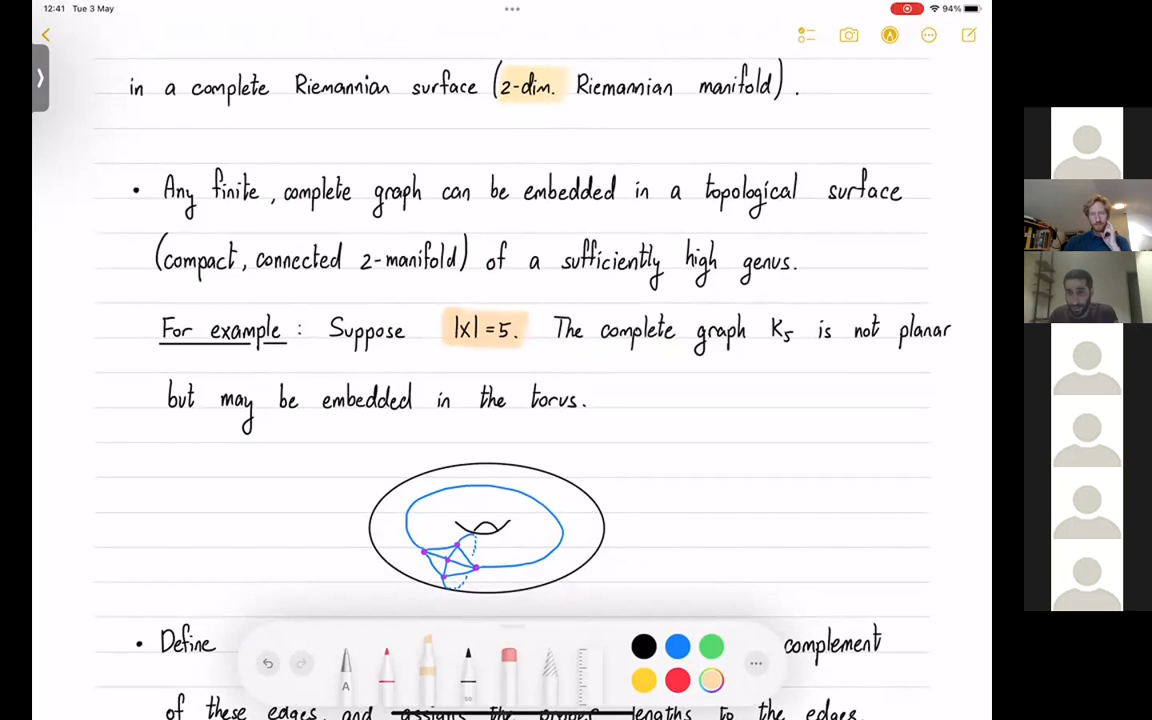 12:41 Tue 3 May
94%
in a complete Riemannian surface (2-dim. Riemannian manifold).
• Any finite, complete graph can be embedded in a topological surface
(compact, connected 2-manifold) of a sufficiently high genus.
For example: Suppose |x| = 5. The complete graph K5 is not planar
but may be embedded in the torus.
A
• Define complement
of these edges, and assigns the lengths to the edges.